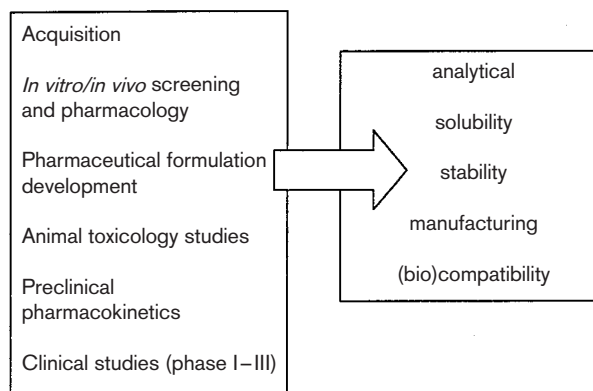 Acquisition
In vitro/in vivo screening
and pharmacology
Pharmaceutical formulation
development
Animal toxicology studies
Preclinical
pharmacokinetics
Clinical studies (phase I–III)
analytical
solubility
stability
manufacturing
(bio)compatibility